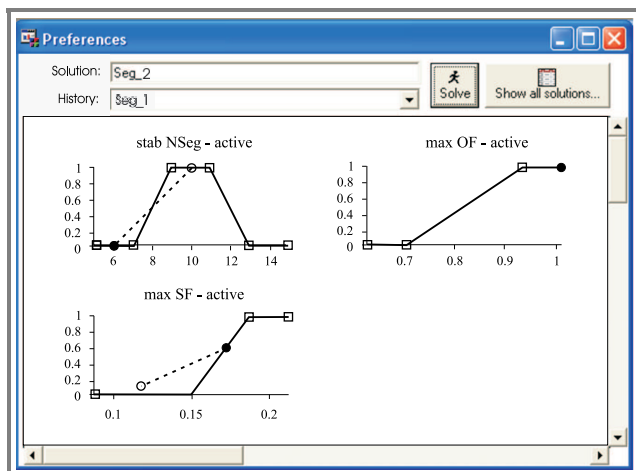 Preferences
Solution: Seg_2
Solve
Show all solutions...
History: Seg_1
stab NSeg - active
1
0.8
0.6
0.4
0.2
0
6 8 10 12 14
max OF - active
1
0.8
0.6
0.4
0.2
0
0.7 0.8 0.9 1
max SF - active
1
0.8
0.6
0.4
0.2
0
0.1 0.15 0.2